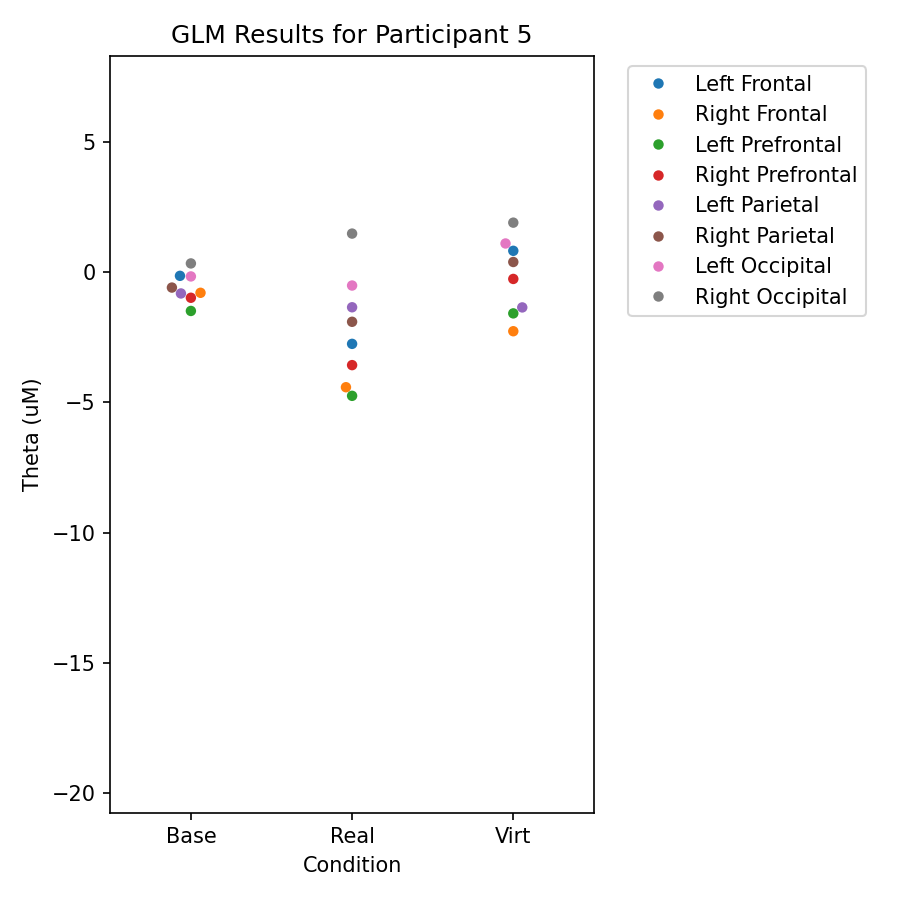 GLM Results for Participant 5
Theta (uM)
5
0
−5
−10
−15
−20
Base
Real
Virt
Condition
Left Frontal
Right Frontal
Left Prefrontal
Right Prefrontal
Left Parietal
Right Parietal
Left Occipital
Right Occipital